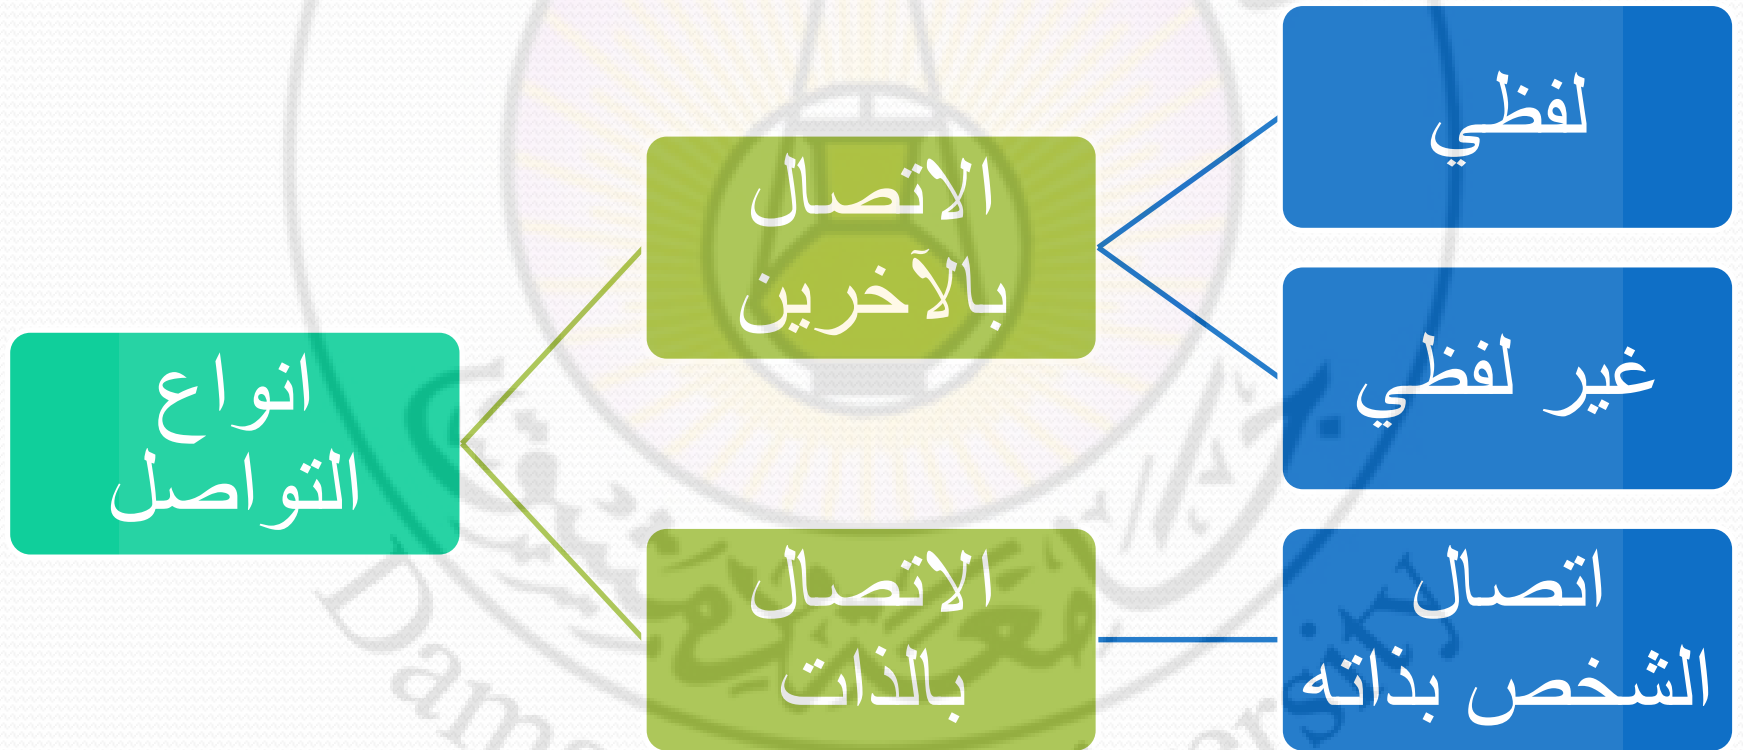 انواع
التواصل
الاتصال
بالآخرين
لفظي
غير لفظي
الاتصال
بالذات
اتصال
الشخص بذاته